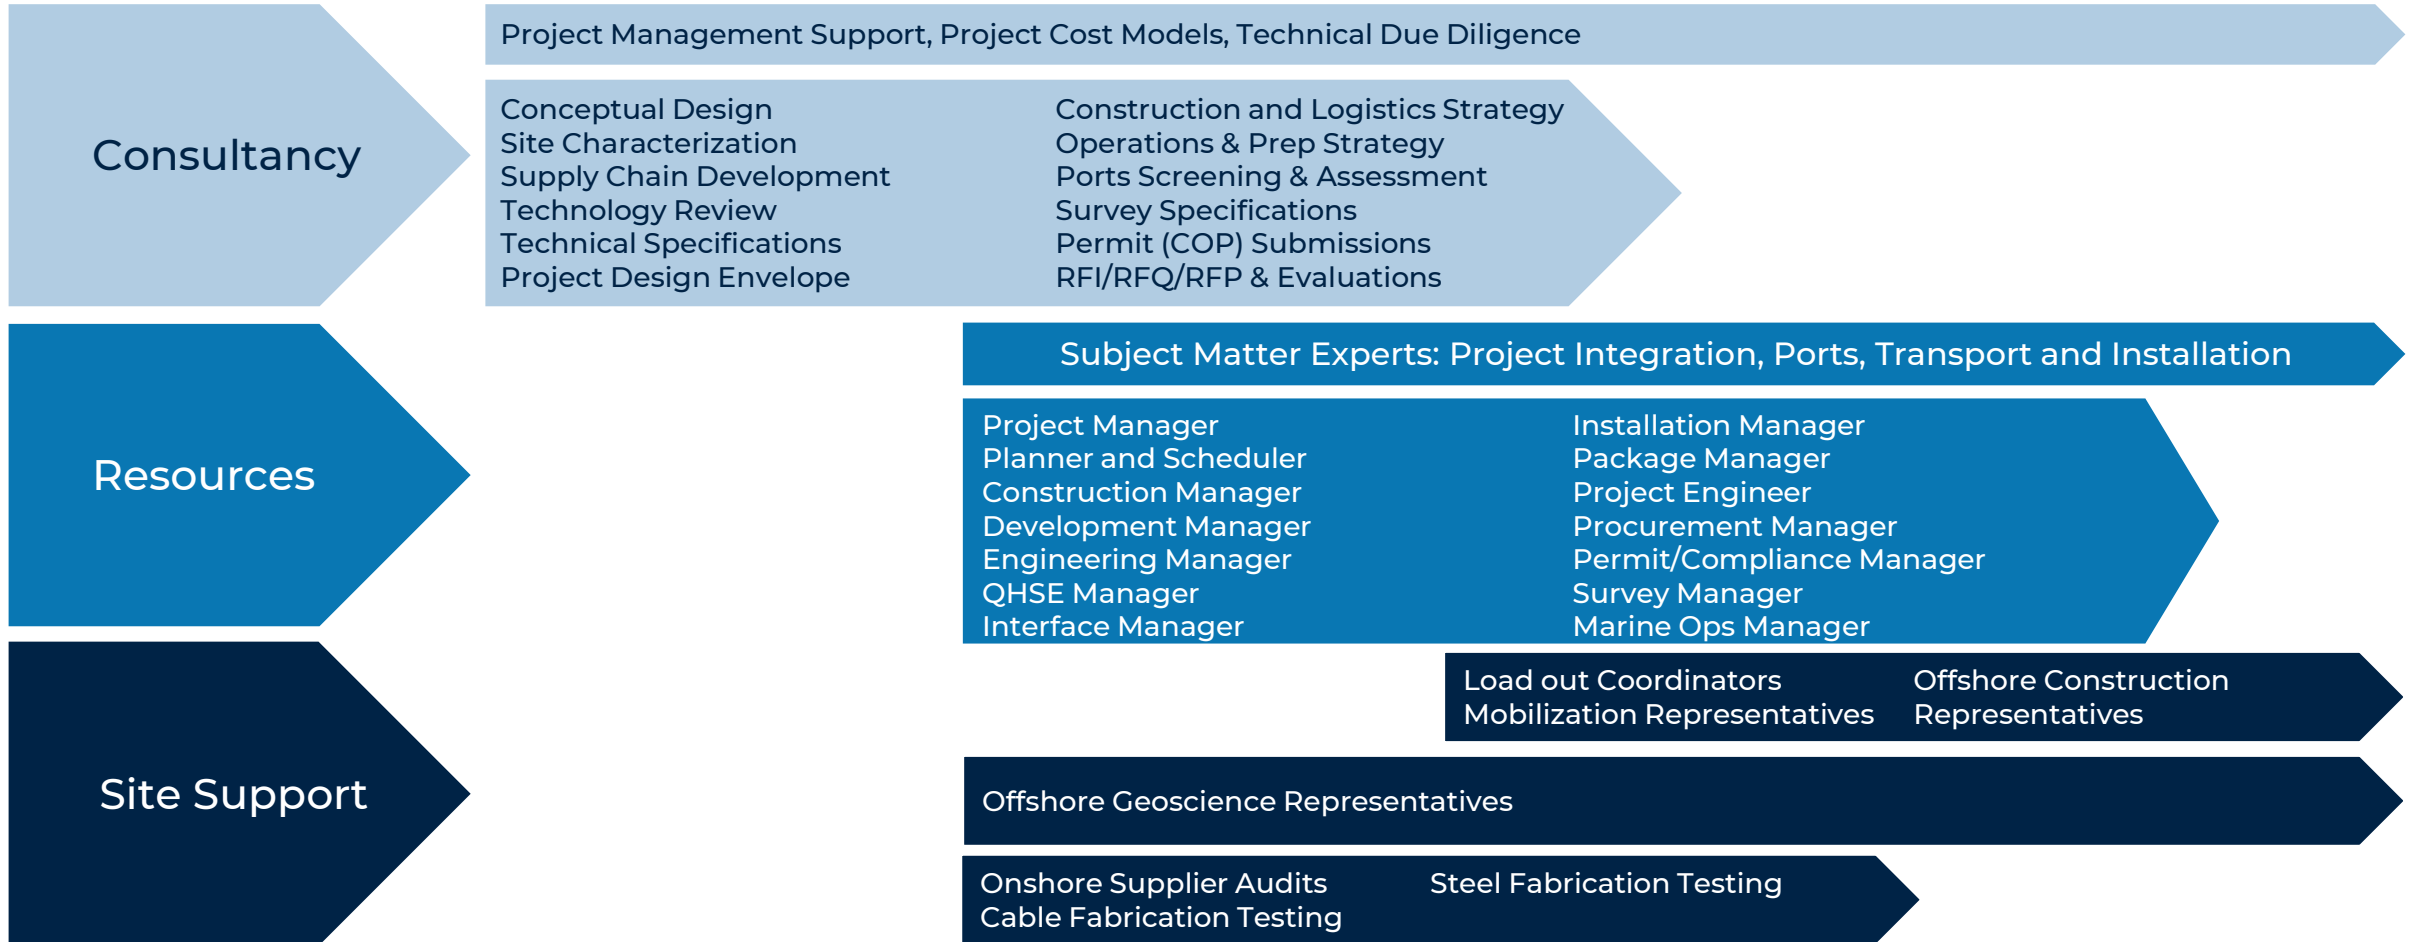 Consultancy
Project Management Support, Project Cost Models, Technical Due Diligence
Conceptual Design
Site Characterization
Supply Chain Development
Technology Review
Technical Specifications
Project Design Envelope
Construction and Logistics Strategy
Operations & Prep Strategy
Ports Screening & Assessment
Survey Specifications
Permit (COP) Submissions
RFI/RFQ/RFP & Evaluations
Resources
Subject Matter Experts: Project Integration, Ports, Transport and Installation
Project Manager
Planner and Scheduler
Construction Manager
Development Manager
Engineering Manager
QHSE Manager
Interface Manager
Installation Manager
Package Manager
Project Engineer
Procurement Manager
Permit/Compliance Manager
Survey Manager
Marine Ops Manager
Site Support
Load out Coordinators
Mobilization Representatives
Offshore Construction
Representatives
Offshore Geoscience Representatives
Onshore Supplier Audits
Cable Fabrication Testing
Steel Fabrication Testing